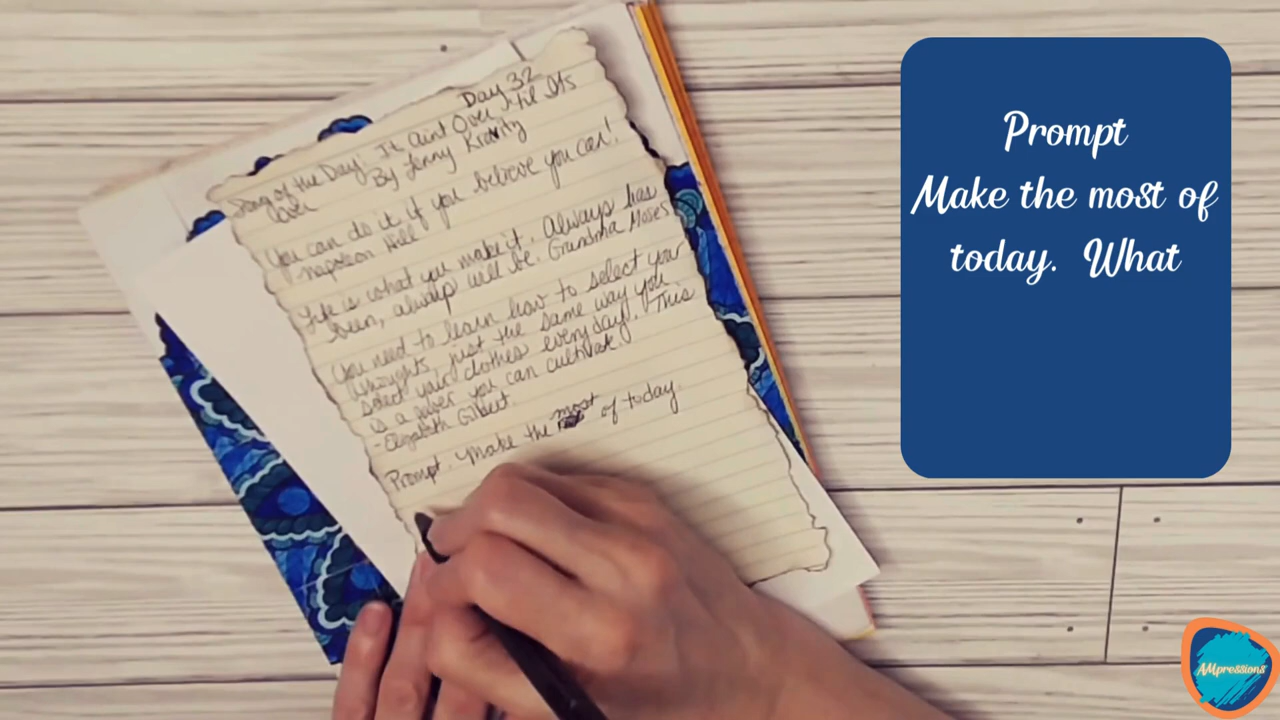 Day 32
Song of the Day: It Aint Over 'til Its
Over By Lenny Kravitz
You can do it if you believe you can!
Napoleon Hill
Life is what you make it. Always has
been, always will be. Grandma Moses
You need to learn how to select your
thoughts, just the same way you
select your clothes everyday. This
is a power you can cultivate.
- Elizabeth Gilbert
Prompt. Make the most of today.
Prompt
Make the most of
today. What
AMpressions